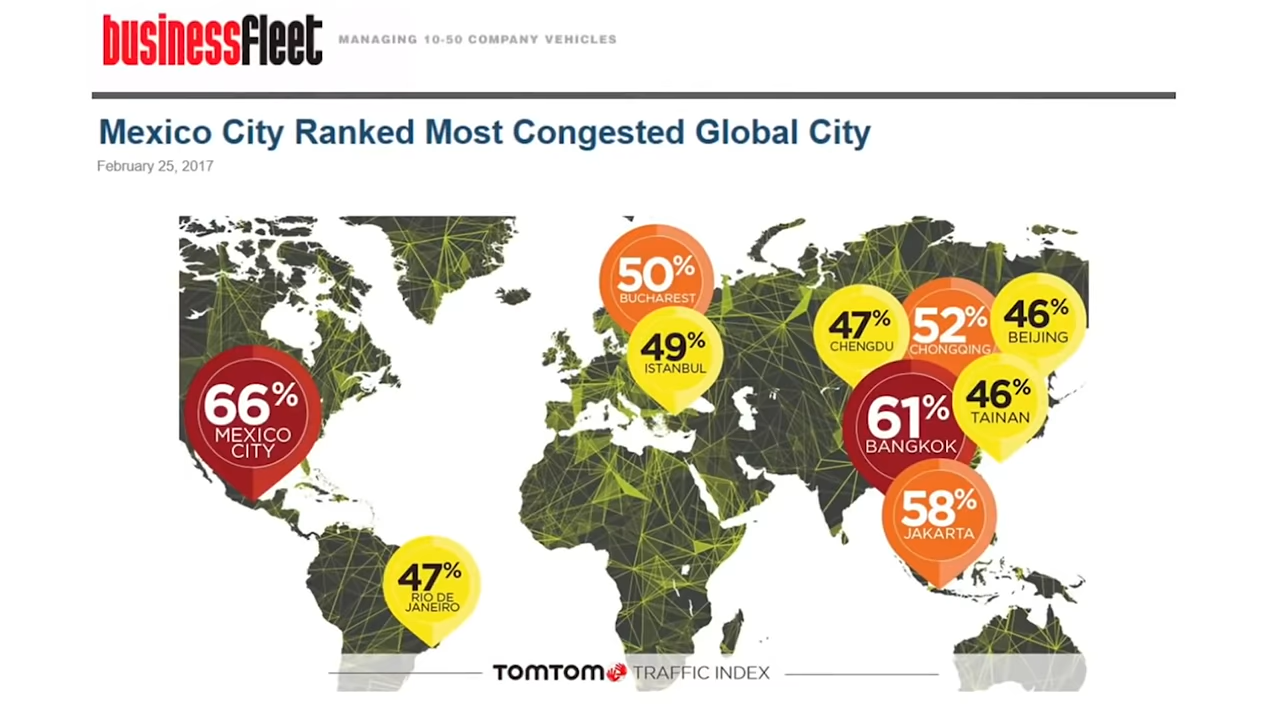 businessfleet MANAGING 10-50 COMPANY VEHICLES
Mexico City Ranked Most Congested Global City
February 25, 2017
50%
BUCHAREST
49%
ISTANBUL
47%
CHENGDU
52%
CHONGQING
46%
BEIJING
66%
MEXICO
CITY
61%
BANGKOK
46%
TAINAN
58%
JAKARTA
47%
RIO DE
JANEIRO
TOMTOM TRAFFIC INDEX